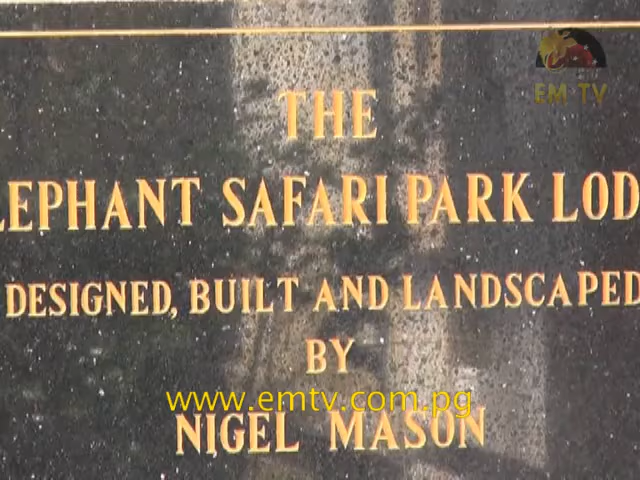 EM TV
THE
LEPHANT SAFARI PARK LOD
DESIGNED, BUILT AND LANDSCAPED
BY
www.emtv.com.pg
NIGEL MASON